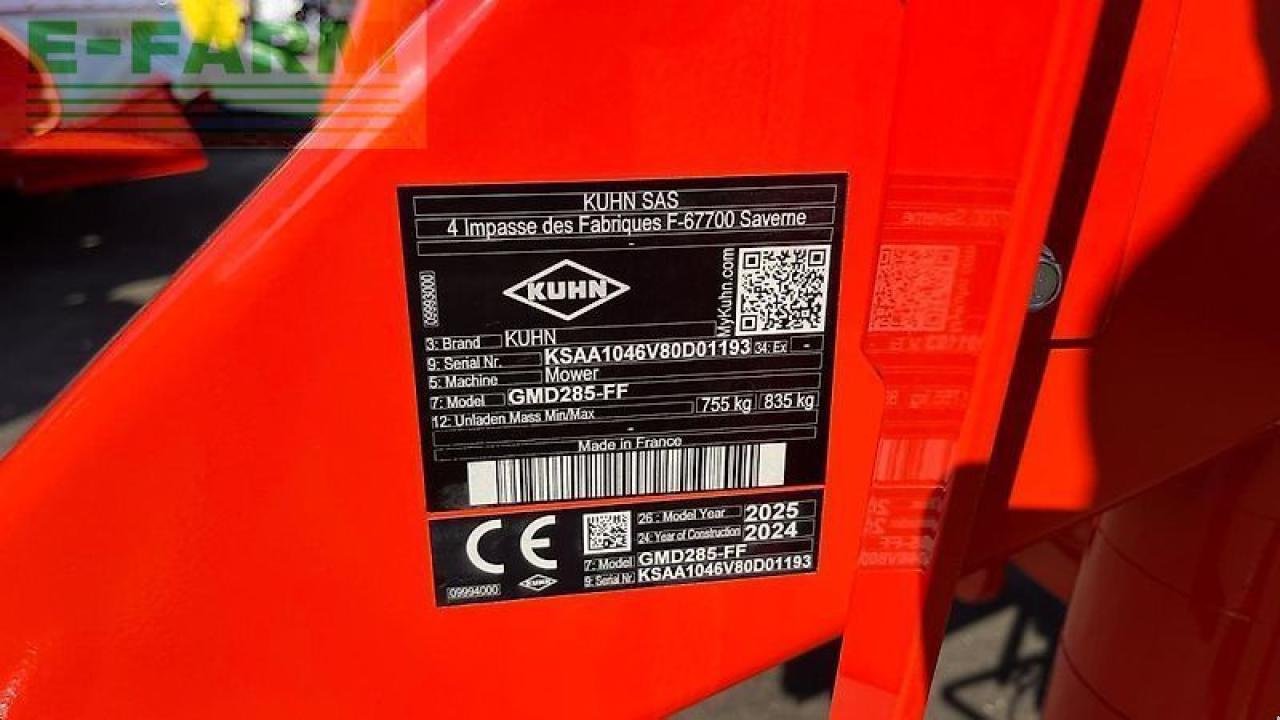 E-FARM
KUHN SAS
4 Impasse des Fabriques F-67700 Saverne
-
09993000
KUHN
MyKuhn.com
3: Brand KUHN
9: Serial Nr. KSAA1046V80D01193 34: Ex -
5: Machine Mower
7: Model GMD285-FF
12: Unladen Mass Min/Max 755 kg 835 kg
-
Made in France
CE
26: Model Year 2025
24: Year of Construction 2024
7: Model GMD285-FF
9: Serial Nr. KSAA1046V80D01193
KUHN
09994000